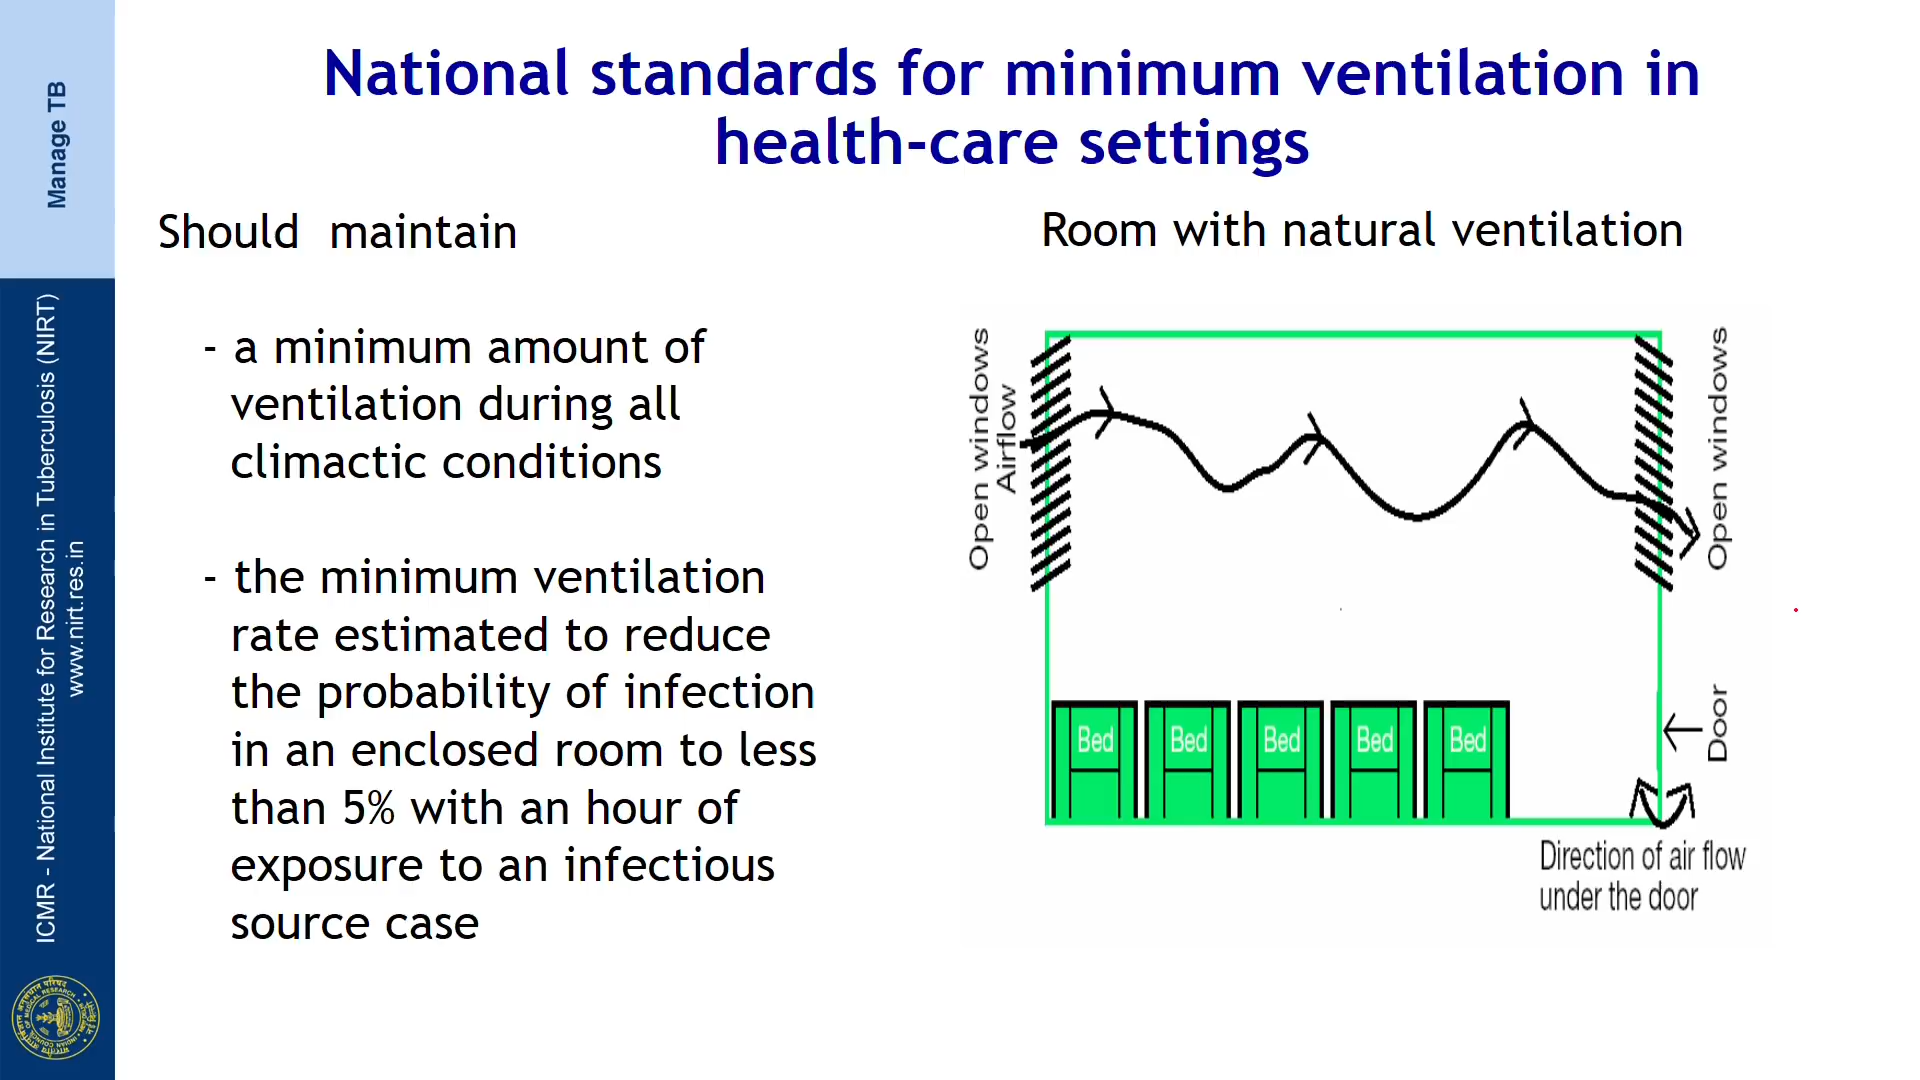 Manage TB
ICMR - National Institute for Research in Tuberculosis (NIRT)
www.nirt.res.in
National standards for minimum ventilation in
health-care settings
Should maintain
- a minimum amount of
ventilation during all
climactic conditions
- the minimum ventilation
rate estimated to reduce
the probability of infection
in an enclosed room to less
than 5% with an hour of
exposure to an infectious
source case
Room with natural ventilation
Open windows
Airflow
Open windows
Bed
Bed
Bed
Bed
Bed
Door
Direction of air flow
under the door